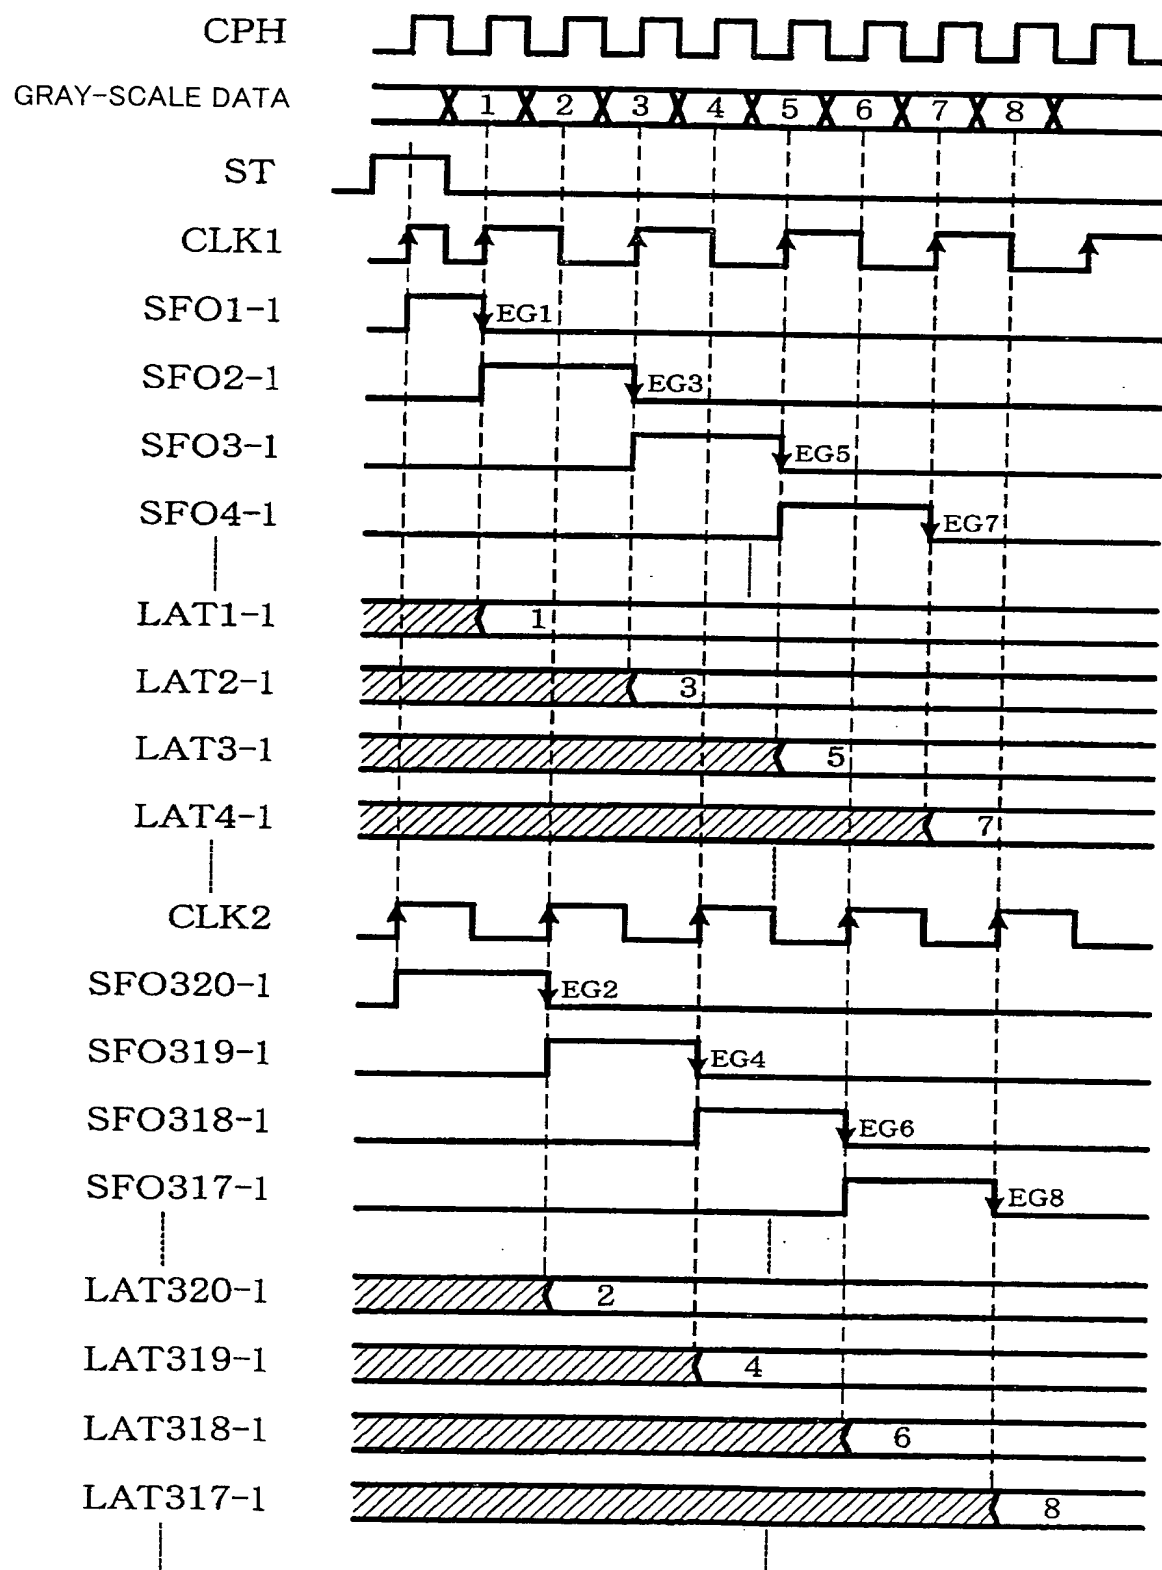 CPH
GRAY-SCALE DATA 1 2 3 4 5 6 7 8
ST
CLK1
SFO1-1 EG1
SFO2-1 EG3
SFO3-1 EG5
SFO4-1 EG7
LAT1-1 1
LAT2-1 3
LAT3-1 5
LAT4-1 7
CLK2
SFO320-1 EG2
SFO319-1 EG4
SFO318-1 EG6
SFO317-1 EG8
LAT320-1 2
LAT319-1 4
LAT318-1 6
LAT317-1 8